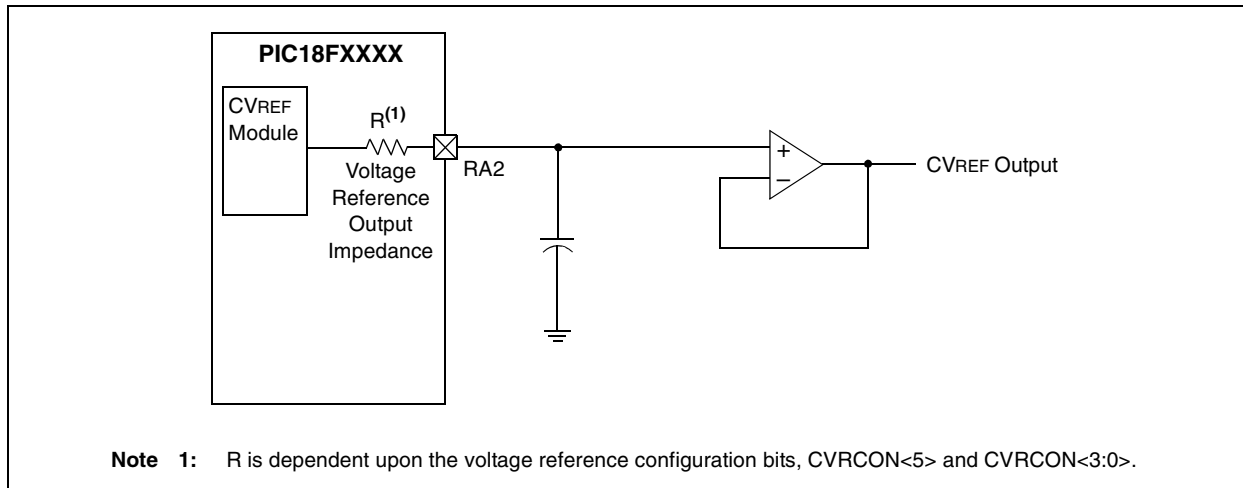 PIC18FXXXX
CVREF
Module
R(1)
Voltage
Reference
Output
Impedance
RA2
+
–
CVREF Output
Note 1: R is dependent upon the voltage reference configuration bits, CVRCON<5> and CVRCON<3:0>.